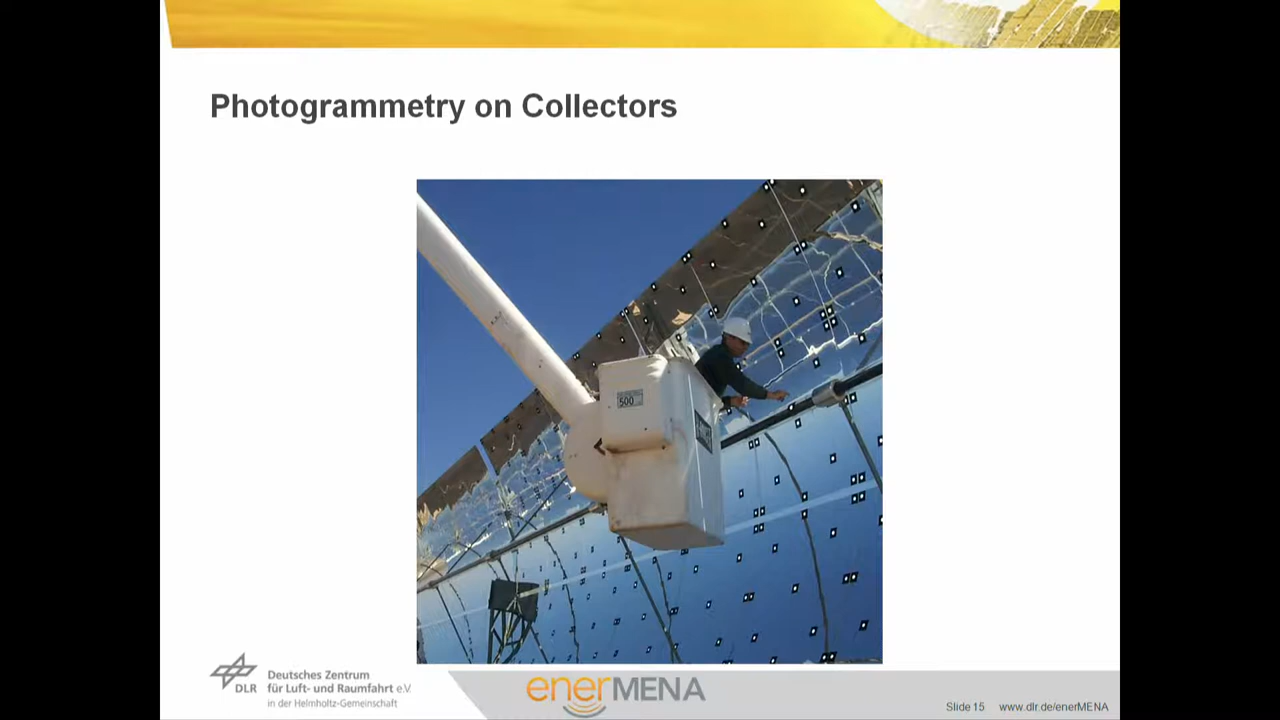 Photogrammetry on Collectors
500
DLR
Deutsches Zentrum
für Luft- und Raumfahrt e.V.
in der Helmholtz-Gemeinschaft
enerMENA
Slide 15 www.dlr.de/enerMENA